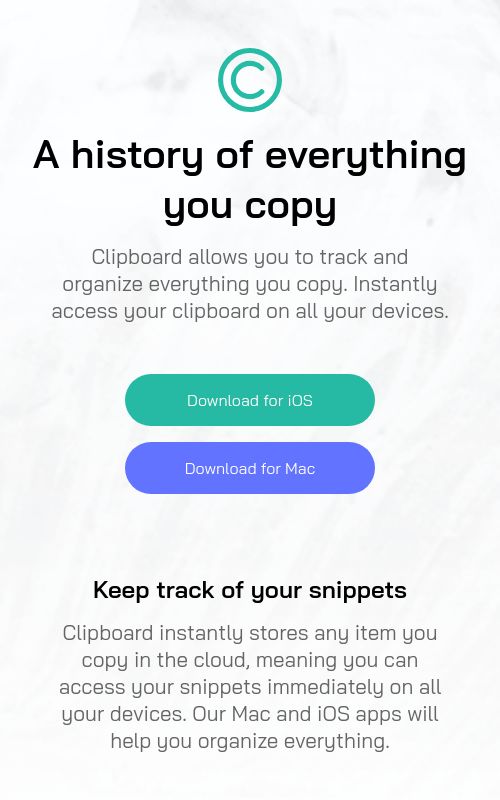 A history of everything
you copy
Clipboard allows you to track and
organize everything you copy. Instantly
access your clipboard on all your devices.
Download for iOS
Download for Mac
Keep track of your snippets
Clipboard instantly stores any item you
copy in the cloud, meaning you can
access your snippets immediately on all
your devices. Our Mac and iOS apps will
help you organize everything.